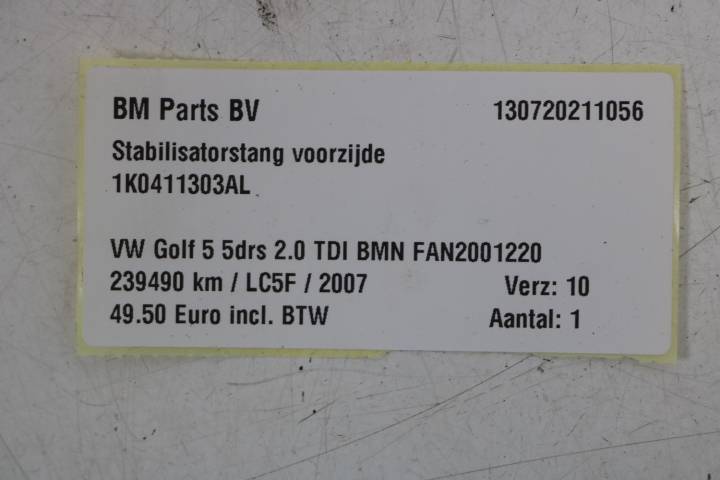 BM Parts BV 130720211056
Stabilisatorstang voorzijde
1K0411303AL
VW Golf 5 5drs 2.0 TDI BMN FAN2001220
239490 km / LC5F / 2007 Verz: 10
49.50 Euro incl. BTW Aantal: 1